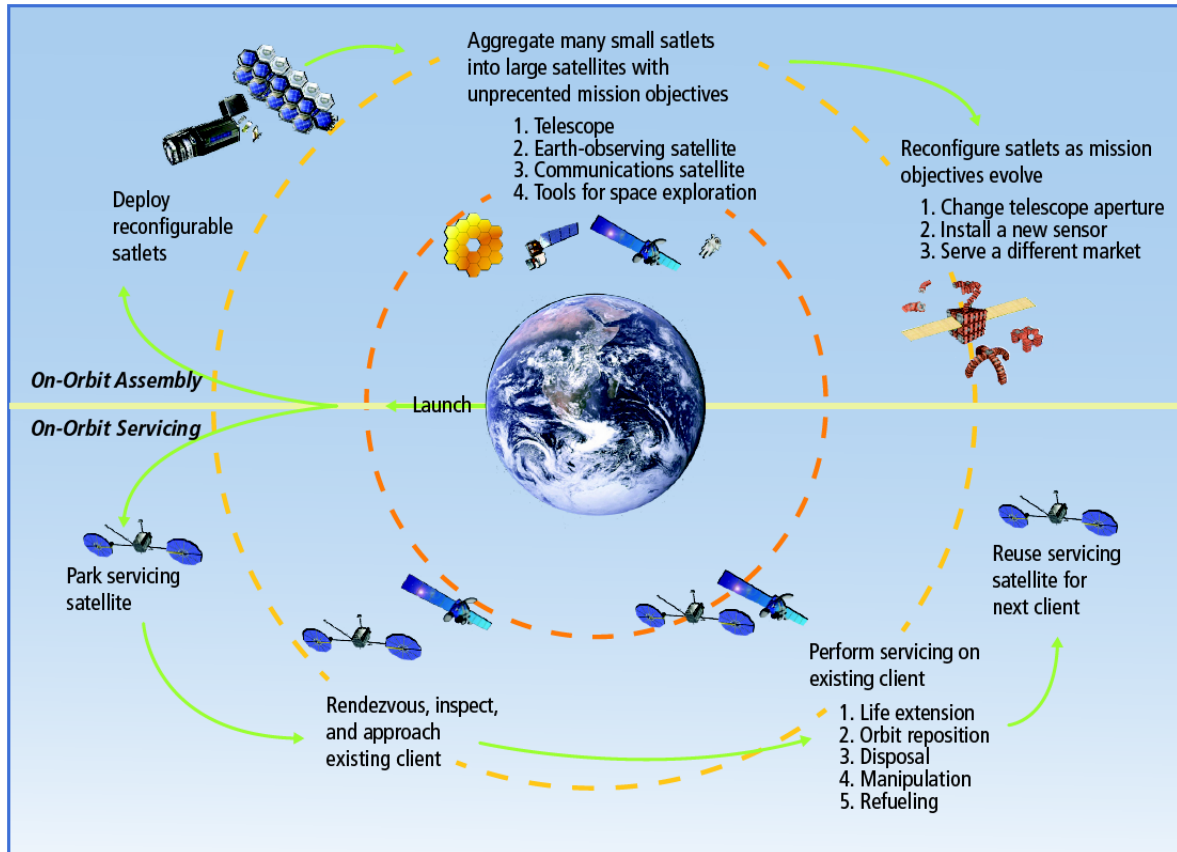 Aggregate many small satlets
into large satellites with
unprecented mission objectives
1. Telescope
2. Earth-observing satellite
3. Communications satellite
4. Tools for space exploration
Reconfigure satlets as mission
objectives evolve
1. Change telescope aperture
2. Install a new sensor
3. Serve a different market
Deploy
reconfigurable
satlets
On-Orbit Assembly
Launch
On-Orbit Servicing
Park servicing
satellite
Rendezvous, inspect,
and approach
existing client
Perform servicing on
existing client
1. Life extension
2. Orbit reposition
3. Disposal
4. Manipulation
5. Refueling
Reuse servicing
satellite for
next client